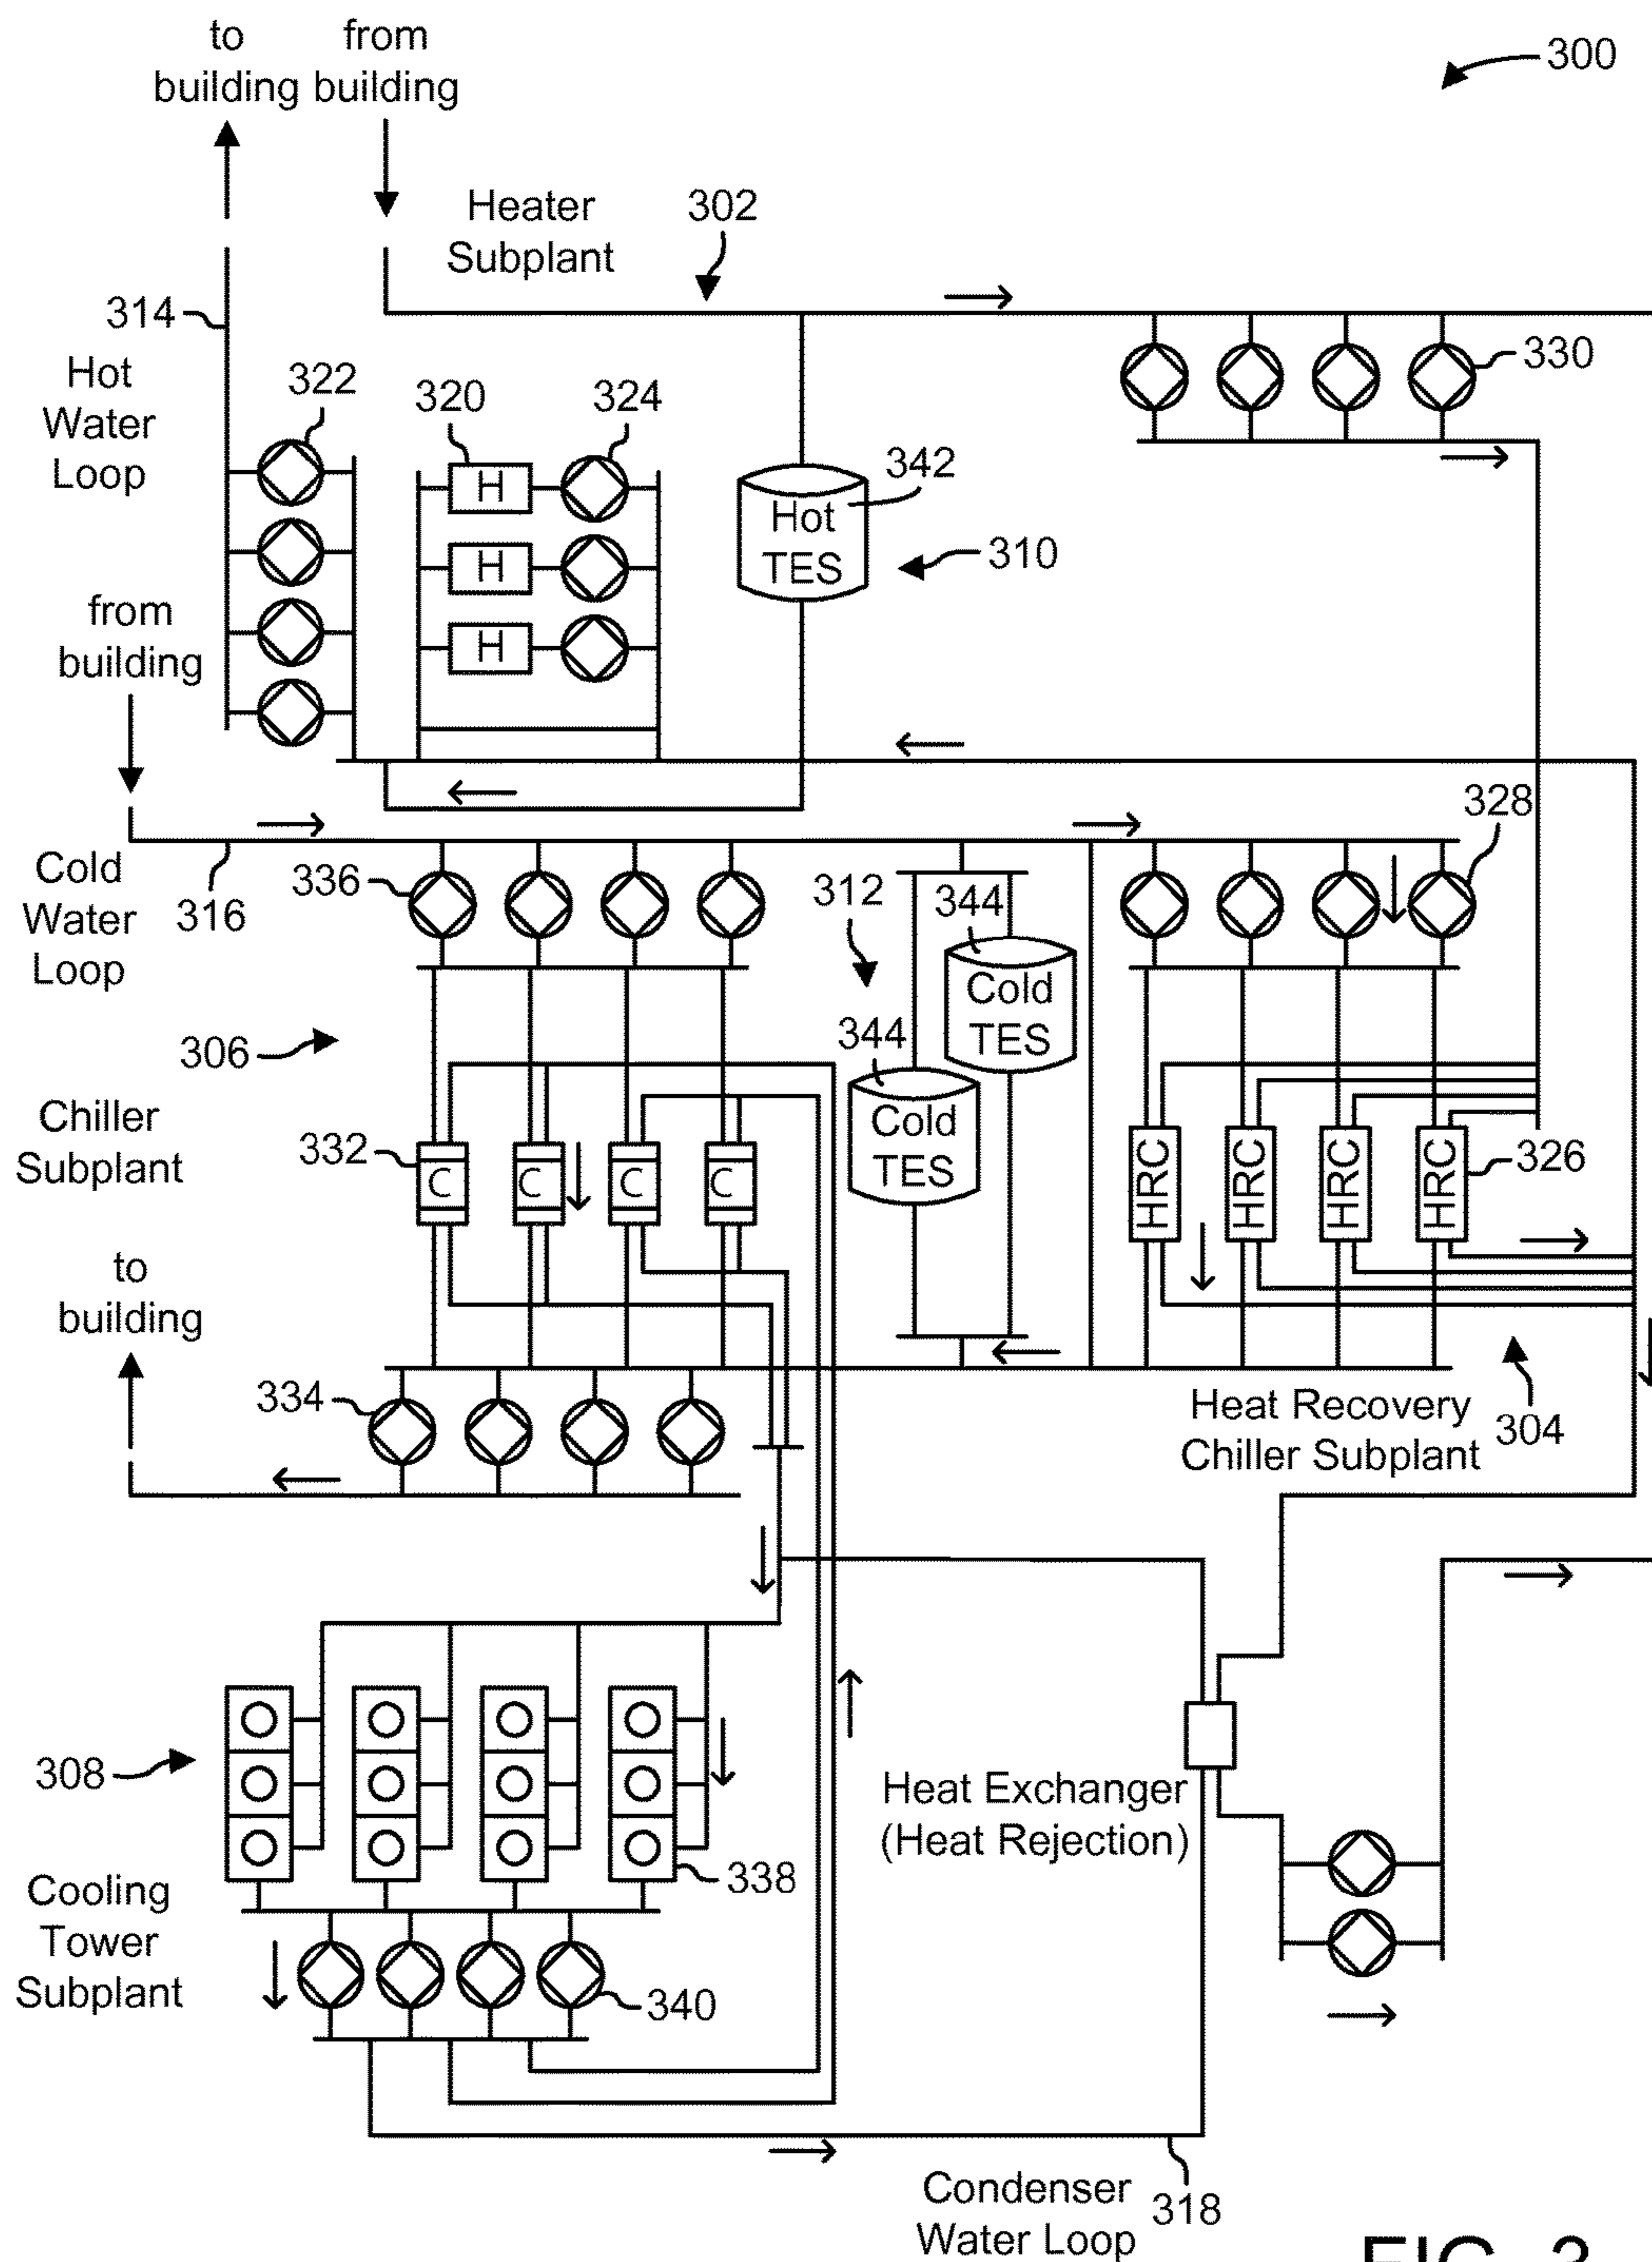 to
building
from
building
300
Heater
Subplant
302
314
Hot
Water
Loop
322
320
324
330
H
H
H
Hot
TES
342
310
from
building
328
Cold
Water
Loop
316
336
312
344
Cold
TES
344
Cold
TES
306
Chiller
Subplant
332
C
C
C
C
HRC
HRC
HRC
HRC
326
to
building
334
Heat Recovery
Chiller Subplant
304
308
338
Heat Exchanger
(Heat Rejection)
Cooling
Tower
Subplant
340
Condenser
Water Loop
318
FIG. 3